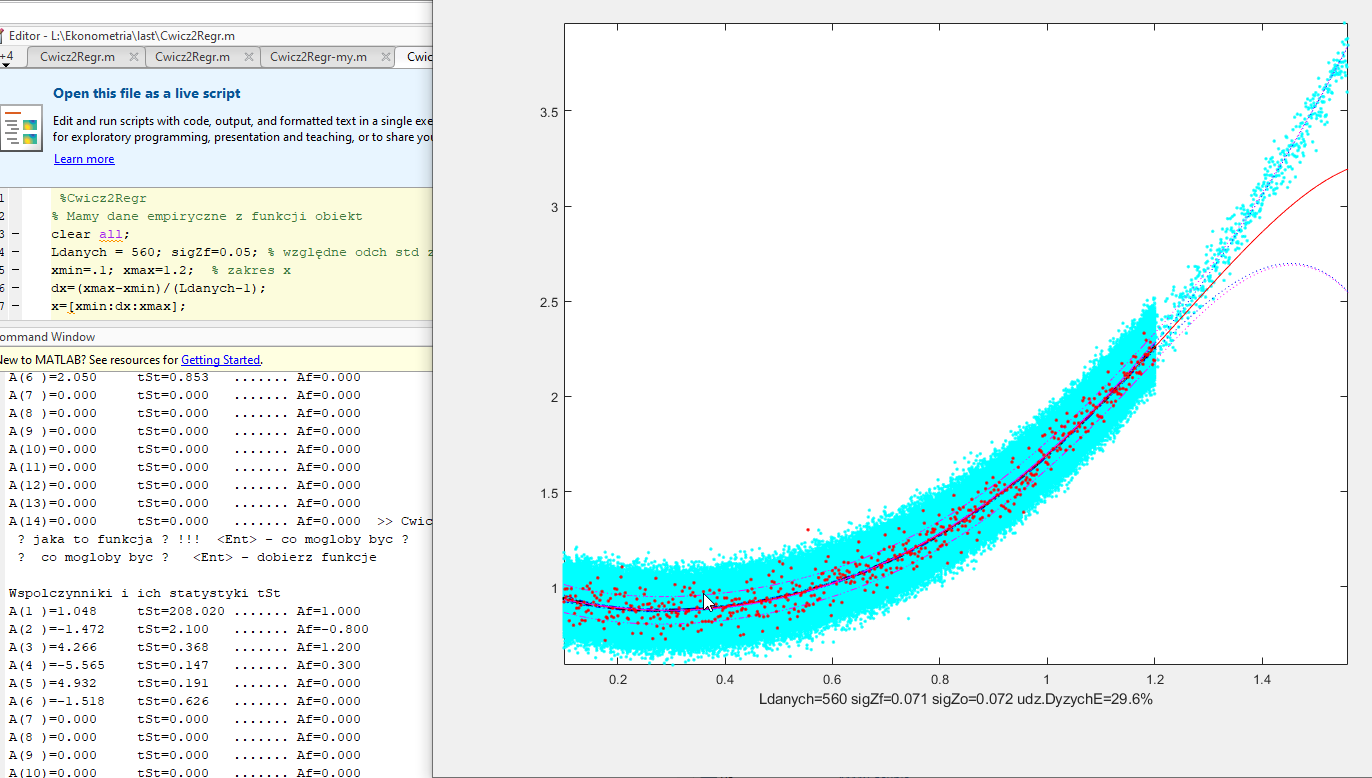 Editor - L:\Ekonometria\last\Cwicz2Regr.m
+4 Cwicz2Regr.m × Cwicz2Regr.m × Cwicz2Regr-my.m × Cwic
Open this file as a live script
Edit and run scripts with code, output, and formatted text in a single exe
for exploratory programming, presentation and teaching, or to share you
Learn more
1 %Cwicz2Regr
2 % Mamy dane empiryczne z funkcji obiekt
3 – clear all;
4 – Ldanych = 560; sigZf=0.05; % względne odch std z
5 – xmin=.1; xmax=1.2; % zakres x
6 – dx=(xmax-xmin)/(Ldanych-1);
7 – x=[xmin:dx:xmax];
ommand Window
New to MATLAB? See resources for Getting Started.
A(6 )=2.050 tSt=0.853 ....... Af=0.000
A(7 )=0.000 tSt=0.000 ....... Af=0.000
A(8 )=0.000 tSt=0.000 ....... Af=0.000
A(9 )=0.000 tSt=0.000 ....... Af=0.000
A(10)=0.000 tSt=0.000 ....... Af=0.000
A(11)=0.000 tSt=0.000 ....... Af=0.000
A(12)=0.000 tSt=0.000 ....... Af=0.000
A(13)=0.000 tSt=0.000 ....... Af=0.000
A(14)=0.000 tSt=0.000 ....... Af=0.000 >> Cwic
? jaka to funkcja ? !!! <Ent> - co mogloby byc ?
? co mogloby byc ? <Ent> - dobierz funkcje
Wspolczynniki i ich statystyki tSt
A(1 )=1.048 tSt=208.020 ....... Af=1.000
A(2 )=-1.472 tSt=2.100 ....... Af=-0.800
A(3 )=4.266 tSt=0.368 ....... Af=1.200
A(4 )=-5.565 tSt=0.147 ....... Af=0.300
A(5 )=4.932 tSt=0.191 ....... Af=0.000
A(6 )=-1.518 tSt=0.626 ....... Af=0.000
A(7 )=0.000 tSt=0.000 ....... Af=0.000
A(8 )=0.000 tSt=0.000 ....... Af=0.000
A(9 )=0.000 tSt=0.000 ....... Af=0.000
A(10)=0.000 tSt=0.000 ....... Af=0.000
3.5
3
2.5
2
1.5
1
0.2 0.4 0.6 0.8 1 1.2 1.4
Ldanych=560 sigZf=0.071 sigZo=0.072 udz.DyzychE=29.6%